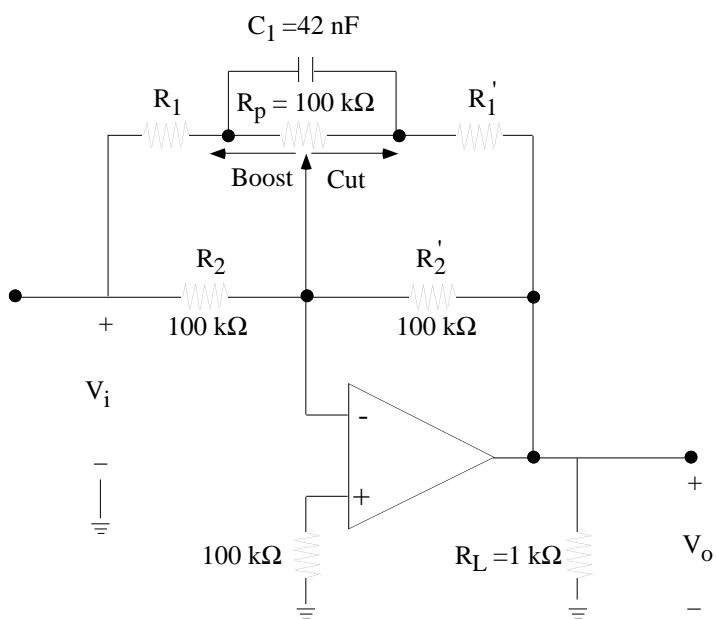 C1 =42 nF
R1
Rp = 100 kΩ
R1'
Boost
Cut
R2
R2'
+
100 kΩ
100 kΩ
Vi
-
–
+
+
100 kΩ
RL =1 kΩ
Vo
–